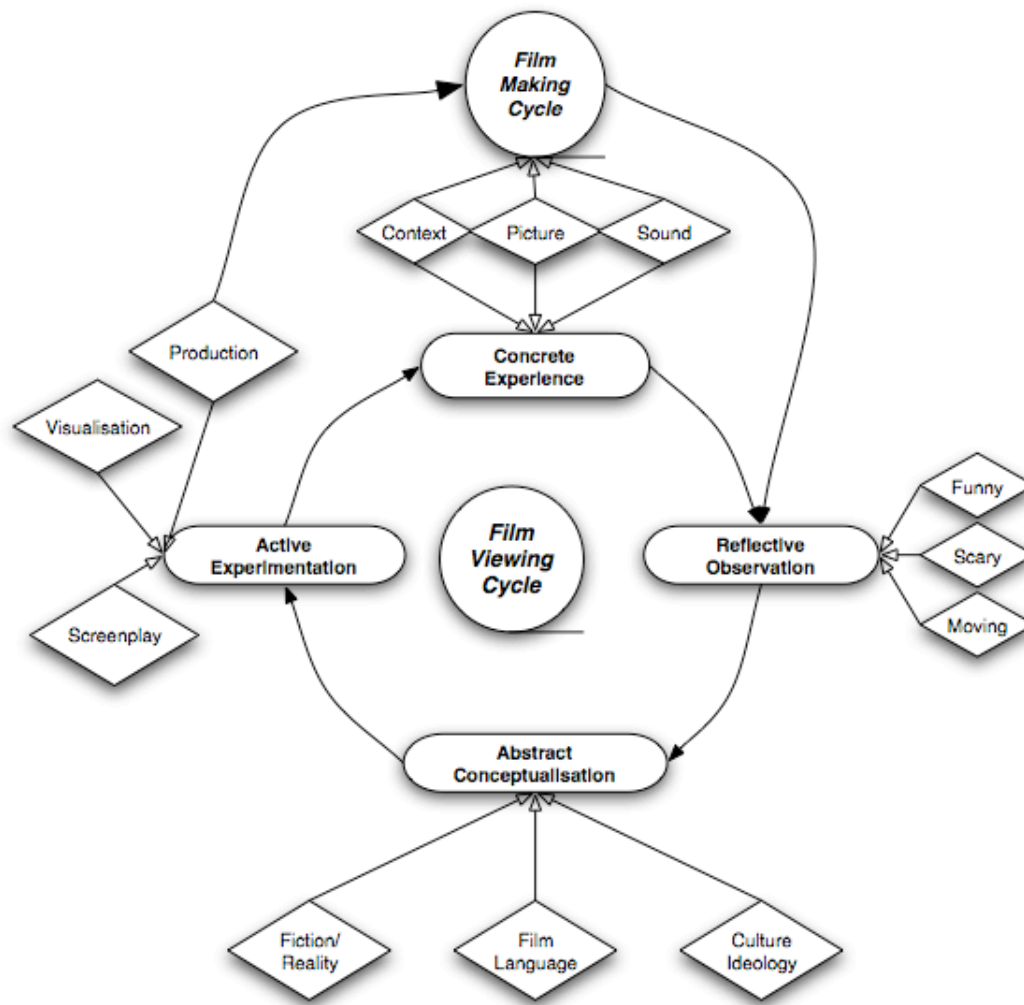 Film
Making
Cycle
Context
Picture
Sound
Production
Concrete
Experience
Visualisation
Funny
Active
Experimentation
Film
Viewing
Cycle
Reflective
Observation
Scary
Screenplay
Moving
Abstract
Conceptualisation
Fiction/
Reality
Film
Language
Culture
Ideology